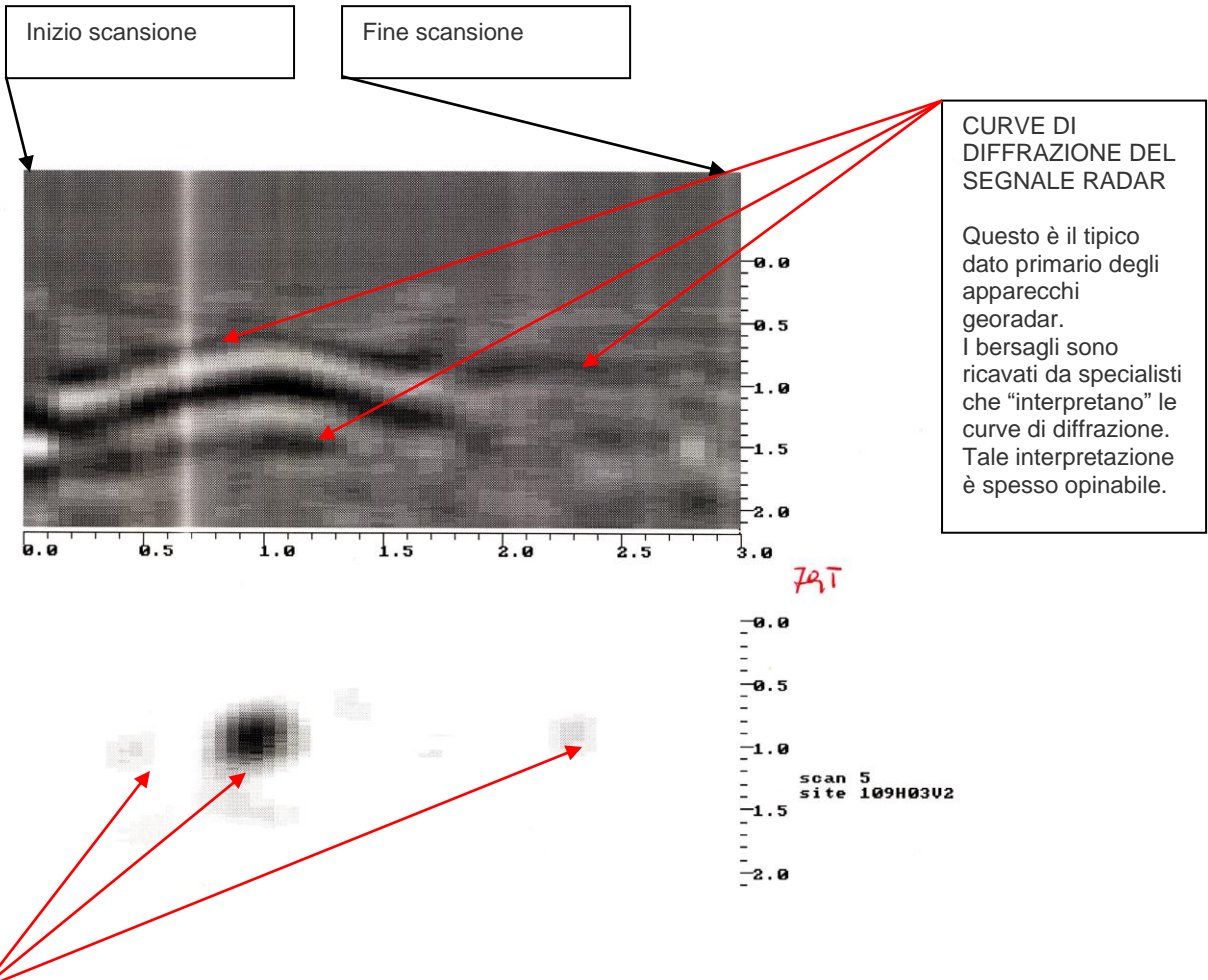 Inizio scansione
Fine scansione
CURVE DI
DIFFRAZIONE DEL
SEGNALE RADAR
Questo è il tipico
dato primario degli
apparecchi
georadar.
I bersagli sono
ricavati da specialisti
che “interpretano” le
curve di diffrazione.
Tale interpretazione
è spesso opinabile.
0.0
0.5
1.0
1.5
2.0
0.0 0.5 1.0 1.5 2.0 2.5 3.0
0.0
0.5
1.0
scan 5
site 109H03V2
1.5
2.0